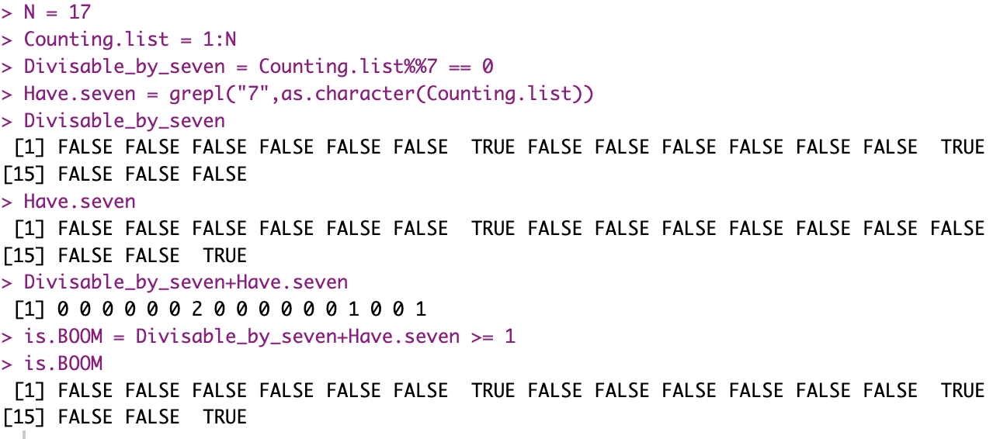 > N = 17
> Counting.list = 1:N
> Divisable_by_seven = Counting.list%%7 == 0
> Have.seven = grepl("7",as.character(Counting.list))
> Divisable_by_seven
 [1] FALSE FALSE FALSE FALSE FALSE FALSE  TRUE FALSE FALSE FALSE FALSE FALSE FALSE  TRUE
[15] FALSE FALSE FALSE
> Have.seven
 [1] FALSE FALSE FALSE FALSE FALSE FALSE  TRUE FALSE FALSE FALSE FALSE FALSE FALSE FALSE
[15] FALSE FALSE  TRUE
> Divisable_by_seven+Have.seven
 [1] 0 0 0 0 0 0 2 0 0 0 0 0 0 1 0 0 1
> is.BOOM = Divisable_by_seven+Have.seven >= 1
> is.BOOM
 [1] FALSE FALSE FALSE FALSE FALSE FALSE  TRUE FALSE FALSE FALSE FALSE FALSE FALSE  TRUE
[15] FALSE FALSE  TRUE